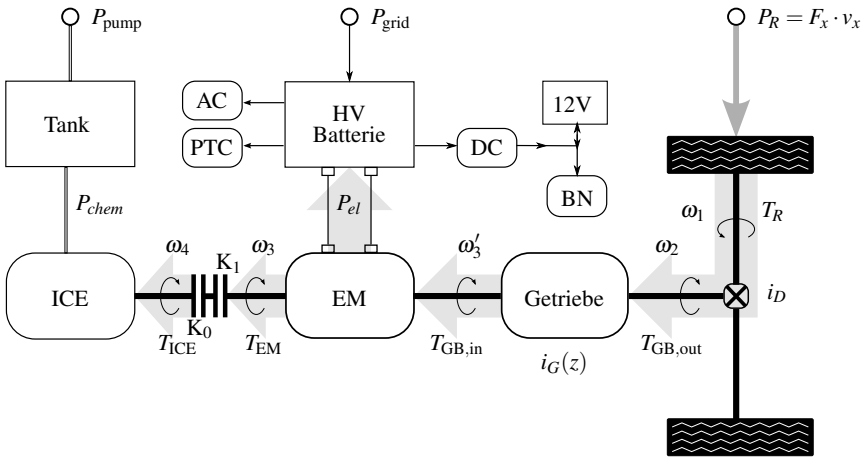 P_pump
P_grid
P_R = F_x · v_x
Tank
AC
PTC
HV
Batterie
DC
12V
BN
P_chem
P_el
ω_1
T_R
ω_4
K_1
ω_3
ω′_3
ω_2
ICE
EM
Getriebe
i_D
K_0
T_ICE
T_EM
T_GB,in
i_G(z)
T_GB,out